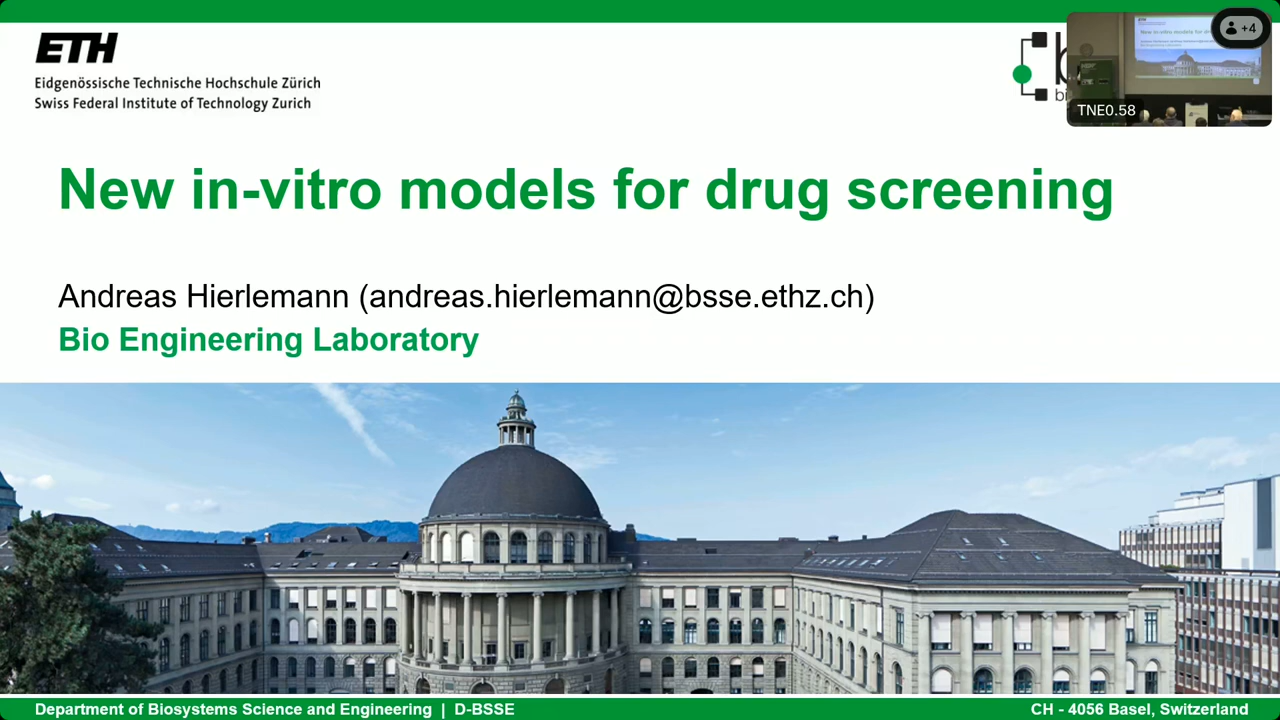 ETH
Eidgenössische Technische Hochschule Zürich
Swiss Federal Institute of Technology Zurich
+4
TNE0.58
New in-vitro models for drug screening
Andreas Hierlemann (andreas.hierlemann@bsse.ethz.ch)
Bio Engineering Laboratory
Department of Biosystems Science and Engineering | D-BSSE
CH - 4056 Basel, Switzerland